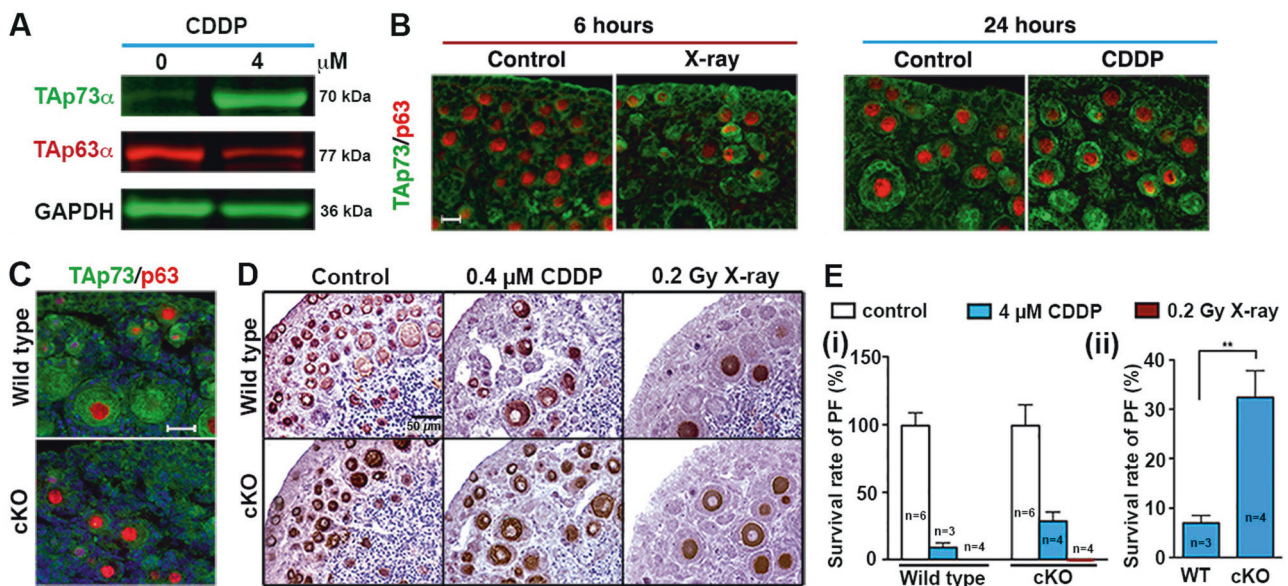 A
CDDP
0 4 μM
TAp73α 70 kDa
TAp63α 77 kDa
GAPDH 36 kDa
B
6 hours
Control X-ray
24 hours
Control CDDP
TAp73/p63
C
TAp73/p63
Wild type
cKO
D
Control 0.4 μM CDDP 0.2 Gy X-ray
Wild type
50 μm
cKO
E
control 4 μM CDDP 0.2 Gy X-ray
(i)
Survival rate of PF (%)
150
100
50
0
n=6 n=3 n=4 n=6 n=4 n=4
Wild type cKO
(ii)
Survival rate of PF (%)
40
30
20
10
0
**
n=3 n=4
WT cKO